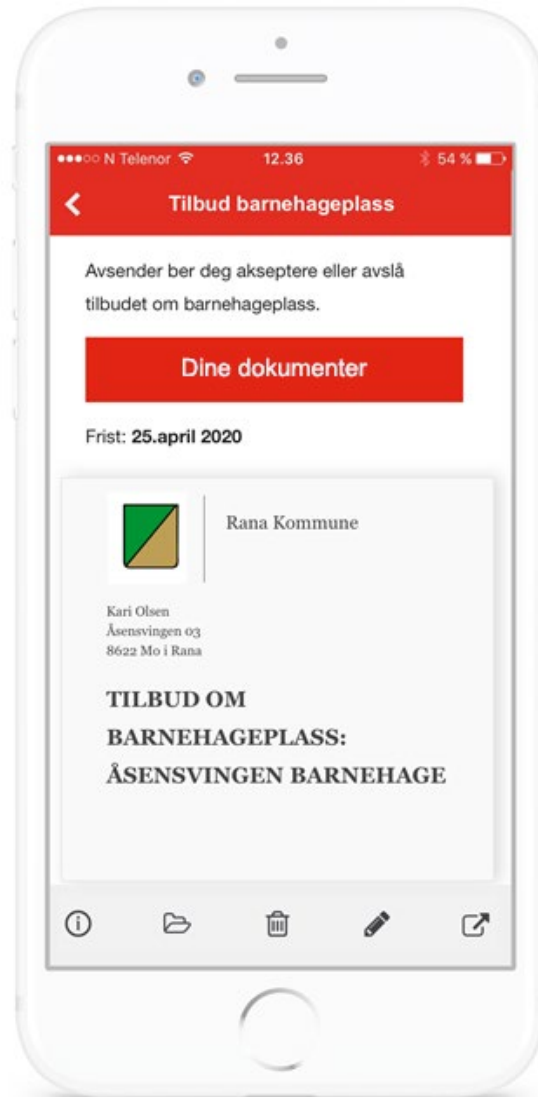 N Telenor 12.36 54 %
Tilbud barnehageplass
Avsender ber deg akseptere eller avslå
tilbudet om barnehageplass.
Dine dokumenter
Frist: 25.april 2020
Rana Kommune
Kari Olsen
Åsensvingen 03
8622 Mo i Rana
TILBUD OM
BARNEHAGEPLASS:
ÅSENSVINGEN BARNEHAGE